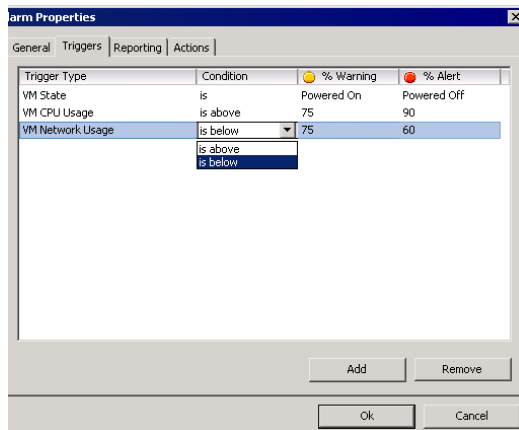 larm Properties
General Triggers Reporting Actions
Trigger Type Condition % Warning % Alert
VM State is Powered On Powered Off
VM CPU Usage is above 75 90
VM Network Usage is below 75 60
is above
is below
Add Remove
Ok Cancel